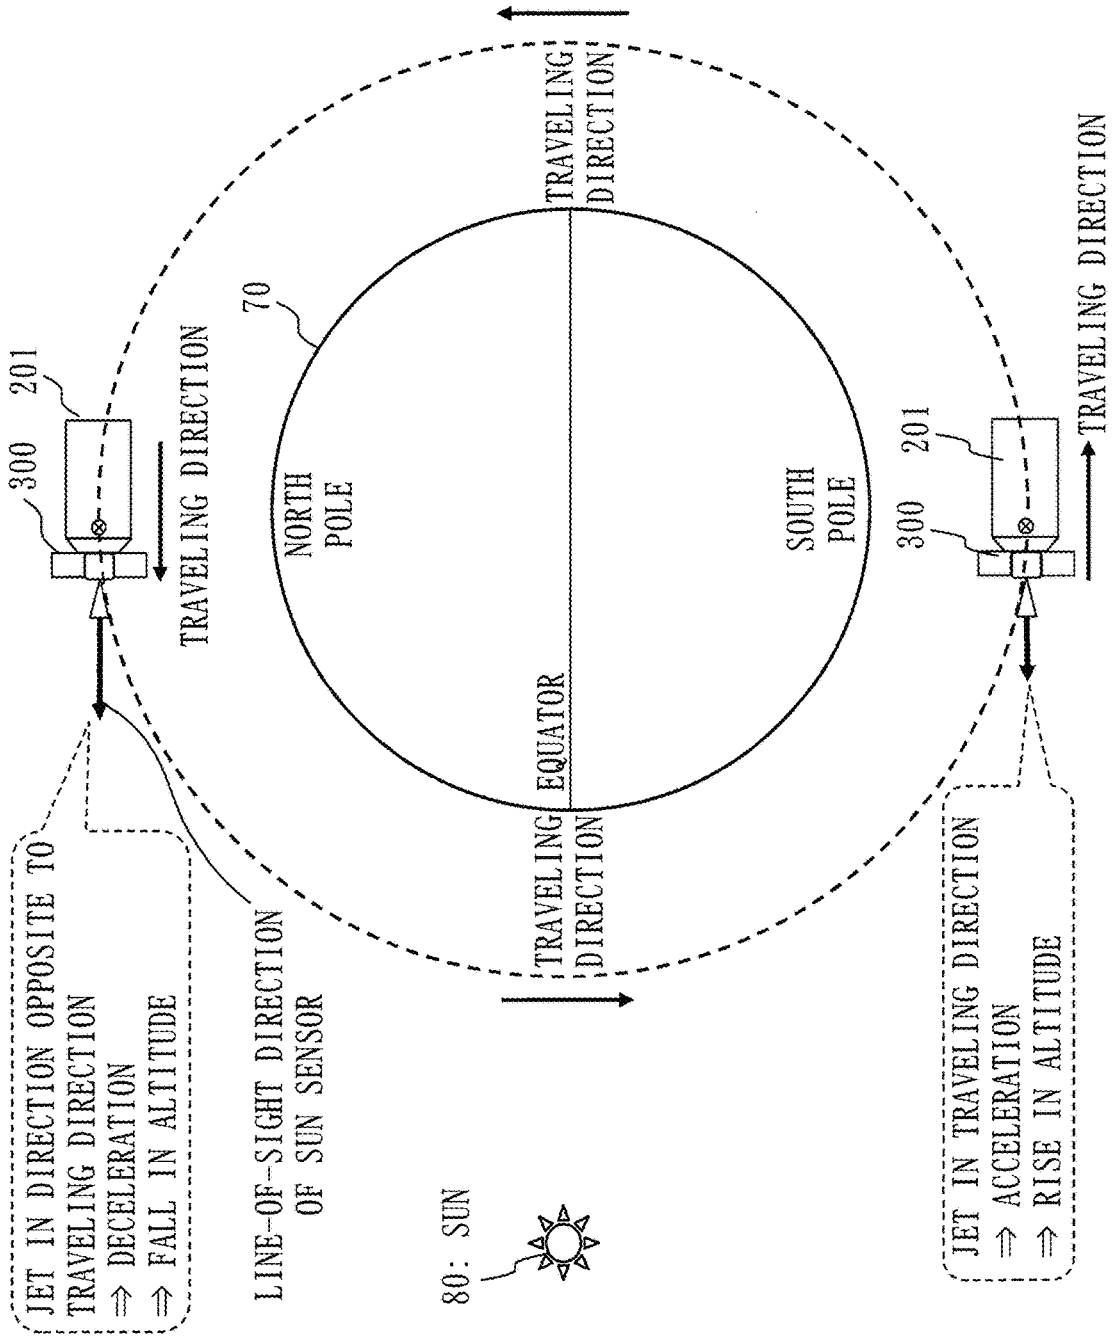 JET IN DIRECTION OPPOSITE TO
TRAVELING DIRECTION
⇒ DECELERATION
⇒ FALL IN ALTITUDE
300
201
TRAVELING DIRECTION
LINE-OF-SIGHT DIRECTION
OF SUN SENSOR
70
NORTH
POLE
80: SUN
TRAVELING
DIRECTION
EQUATOR
TRAVELING
DIRECTION
SOUTH
POLE
300
201
JET IN TRAVELING DIRECTION
⇒ ACCELERATION
⇒ RISE IN ALTITUDE
TRAVELING DIRECTION